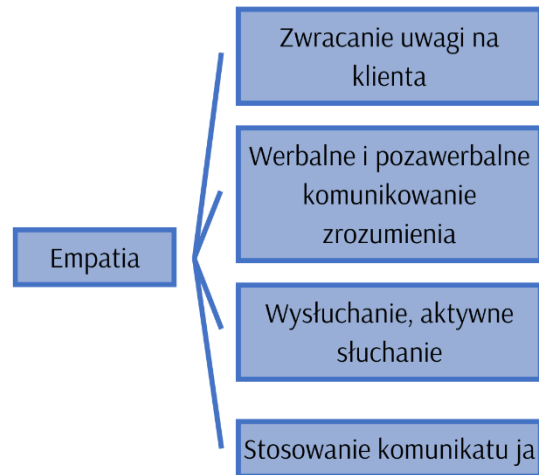 Zwracanie uwagi na
klienta
Werbalne i pozawerbalne
komunikowanie
zrozumienia
Empatia
Wysłuchanie, aktywne
słuchanie
Stosowanie komunikatu ja